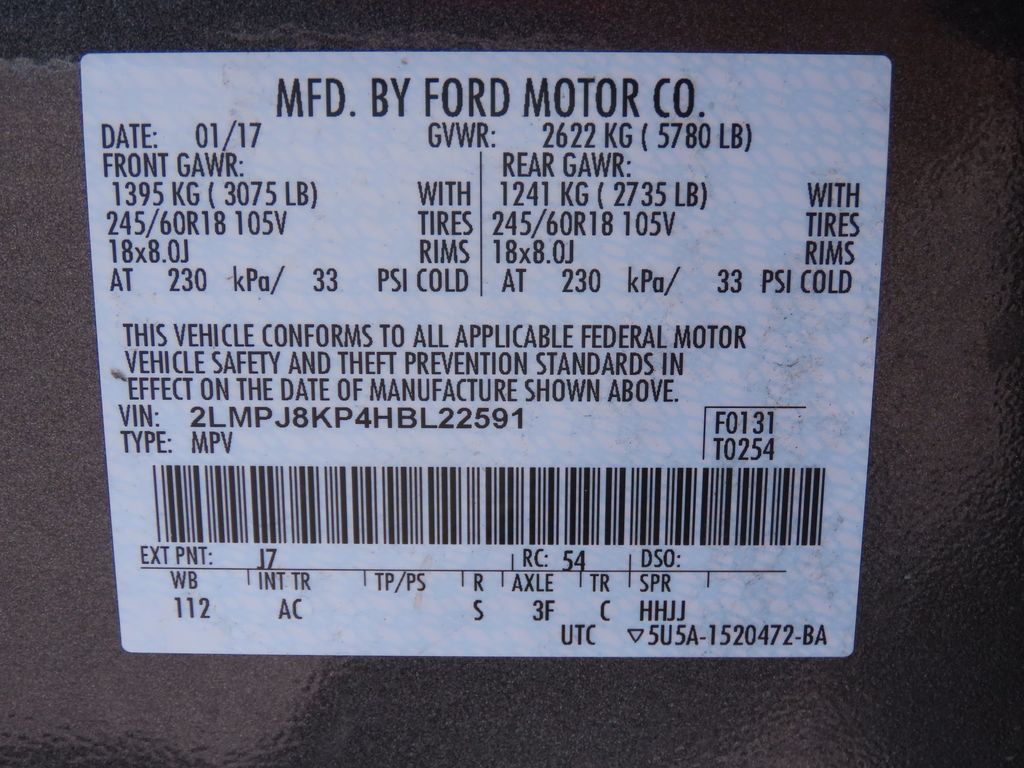 MFD. BY FORD MOTOR CO.
DATE: 01/17 GVWR: 2622 KG ( 5780 LB)
FRONT GAWR: REAR GAWR:
1395 KG ( 3075 LB) WITH 1241 KG ( 2735 LB) WITH
245/60R18 105V TIRES 245/60R18 105V TIRES
18x8.0J RIMS 18x8.0J RIMS
AT 230 kPa/ 33 PSI COLD AT 230 kPa/ 33 PSI COLD
THIS VEHICLE CONFORMS TO ALL APPLICABLE FEDERAL MOTOR
VEHICLE SAFETY AND THEFT PREVENTION STANDARDS IN
EFFECT ON THE DATE OF MANUFACTURE SHOWN ABOVE.
VIN: 2LMPJ8KP4HBL22591 F0131
TYPE: MPV T0254
EXT PNT: J7 RC: 54 DSO:
WB INT TR TP/PS R AXLE TR SPR
112 AC S 3F C HHJJ
UTC ▽5U5A-1520472-BA